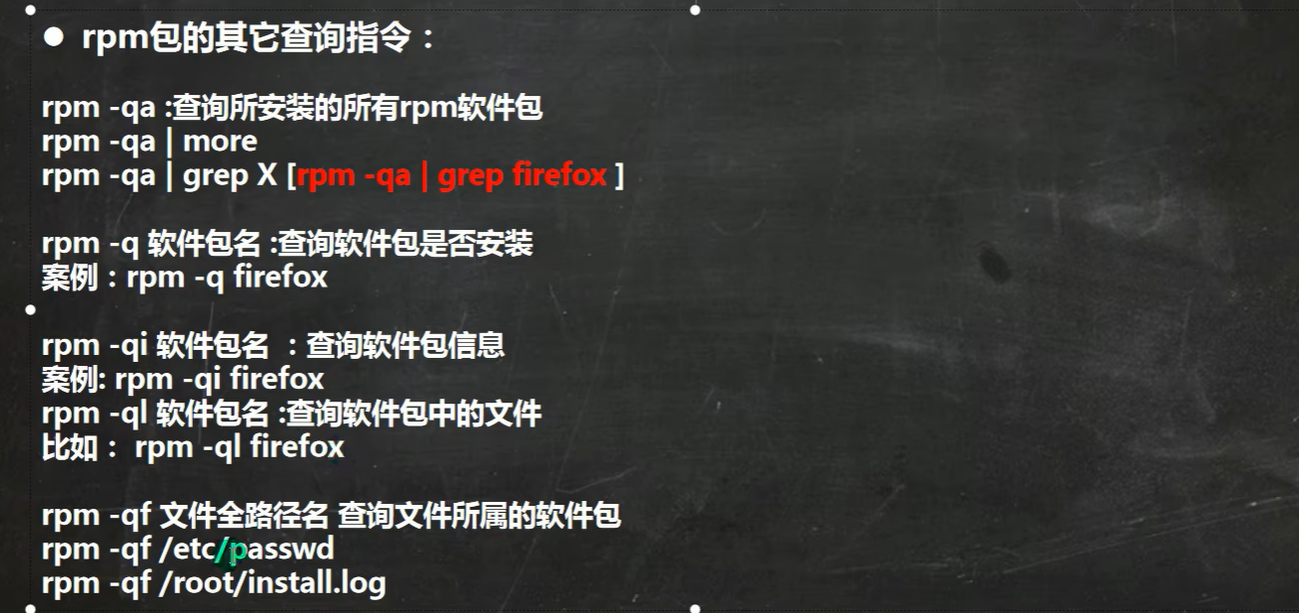 ● rpm包的其它查询指令：
rpm -qa :查询所安装的所有rpm软件包
rpm -qa | more
rpm -qa | grep X [rpm -qa | grep firefox ]
rpm -q 软件包名 :查询软件包是否安装
案例：rpm -q firefox
rpm -qi 软件包名 ：查询软件包信息
案例: rpm -qi firefox
rpm -ql 软件包名 :查询软件包中的文件
比如： rpm -ql firefox
rpm -qf 文件全路径名 查询文件所属的软件包
rpm -qf /etc/passwd
rpm -qf /root/install.log